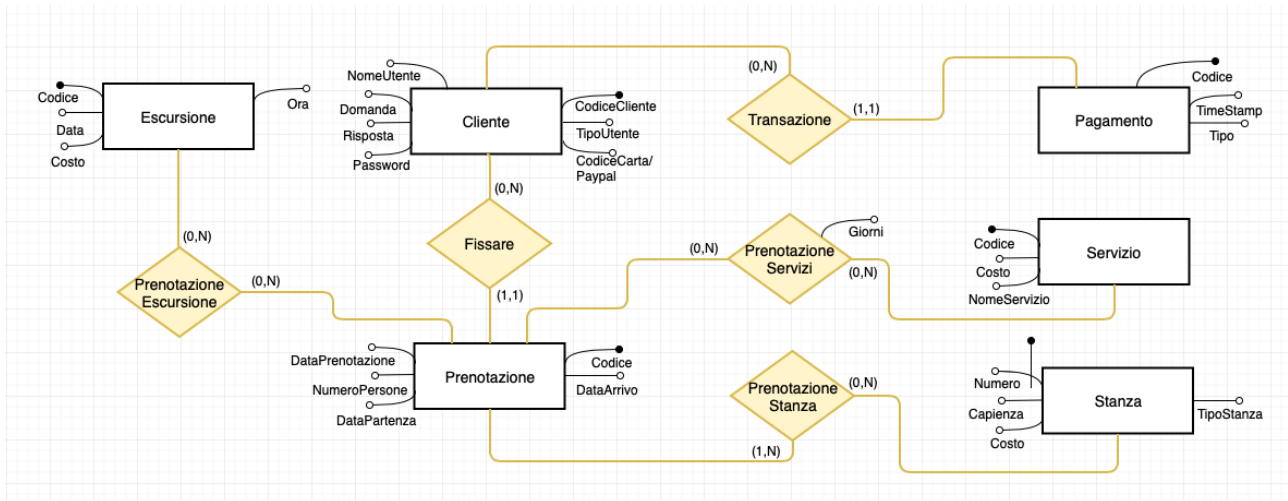 (0,N)
NomeUtente
Codice
Escursione
Ora
Domanda
Risposta
Password
Cliente
CodiceCliente
TipoUtente
CodiceCarta/
Paypal
Transazione
(1,1)
Pagamento
Codice
TimeStamp
Tipo
Data
Costo
(0,N)
(0,N)
Fissare
(1,1)
(0,N)
Prenotazione
Servizi
Giorni
(0,N)
Codice
Costo
NomeServizio
Servizio
Prenotazione
Escursione
(0,N)
DataPrenotazione
NumeroPersone
DataPartenza
Prenotazione
Codice
DataArrivo
Prenotazione
Stanza
(0,N)
(1,N)
Numero
Capienza
Costo
Stanza
TipoStanza